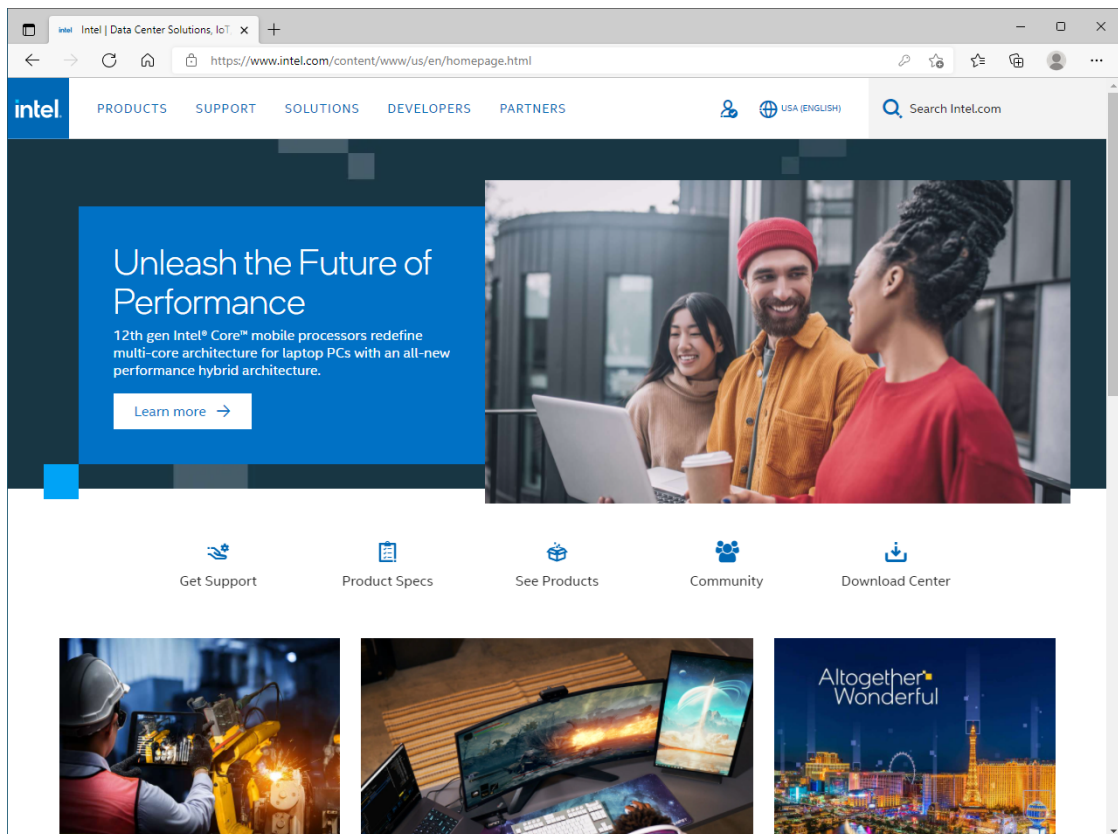 intel Intel | Data Center Solutions, IoT,
https://www.intel.com/content/www/us/en/homepage.html
intel. PRODUCTS SUPPORT SOLUTIONS DEVELOPERS PARTNERS USA (ENGLISH) Search Intel.com
Unleash the Future of
Performance
12th gen Intel® Core™ mobile processors redefine
multi-core architecture for laptop PCs with an all-new
performance hybrid architecture.
Learn more
Get Support Product Specs See Products Community Download Center
Altogether
Wonderful